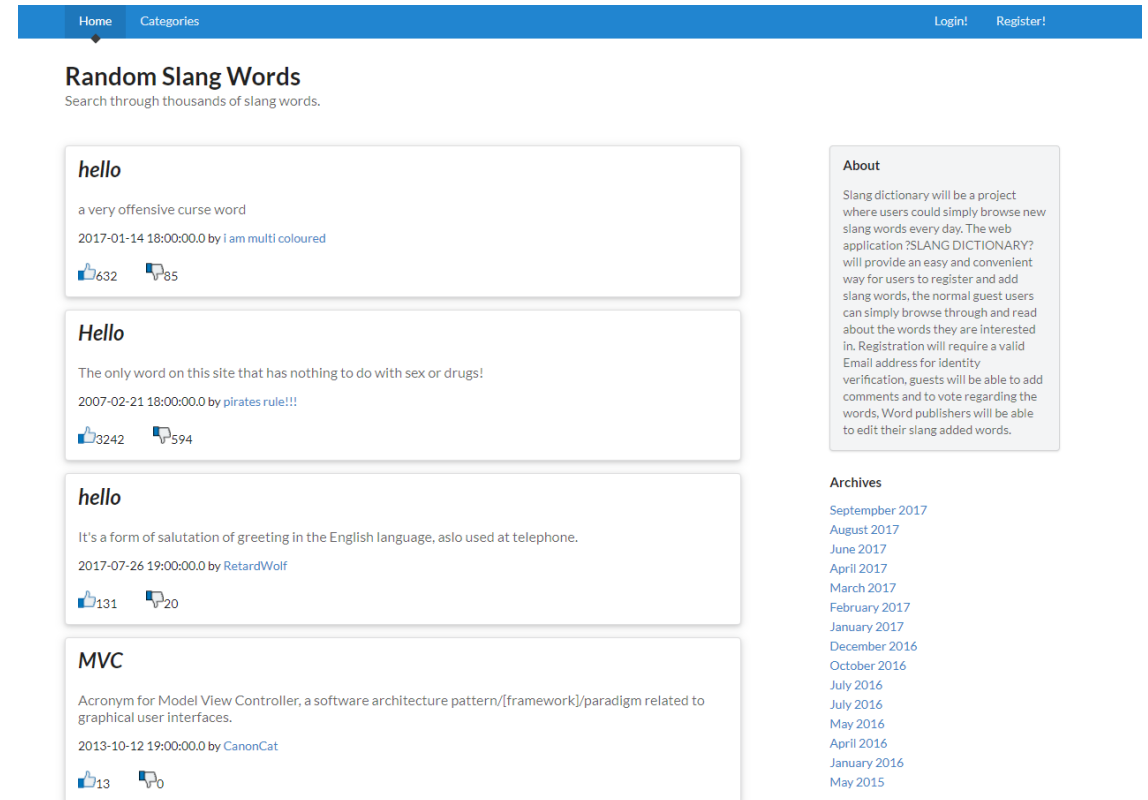 Home Categories Login! Register!
Random Slang Words
Search through thousands of slang words.
hello
a very offensive curse word
2017-01-14 18:00:00.0 by i am multi coloured
632 85
Hello
The only word on this site that has nothing to do with sex or drugs!
2007-02-21 18:00:00.0 by pirates rule!!!
3242 594
hello
It's a form of salutation of greeting in the English language, aslo used at telephone.
2017-07-26 19:00:00.0 by RetardWolf
131 20
MVC
Acronym for Model View Controller, a software architecture pattern/[framework]/paradigm related to
graphical user interfaces.
2013-10-12 19:00:00.0 by CanonCat
13 0
About
Slang dictionary will be a project
where users could simply browse new
slang words every day. The web
application ?SLANG DICTIONARY?
will provide an easy and convenient
way for users to register and add
slang words, the normal guest users
can simply browse through and read
about the words they are interested
in. Registration will require a valid
Email address for identity
verification, guests will be able to add
comments and to vote regarding the
words, Word publishers will be able
to edit their slang added words.
Archives
Septempber 2017
August 2017
June 2017
April 2017
March 2017
February 2017
January 2017
December 2016
October 2016
July 2016
July 2016
May 2016
April 2016
January 2016
May 2015